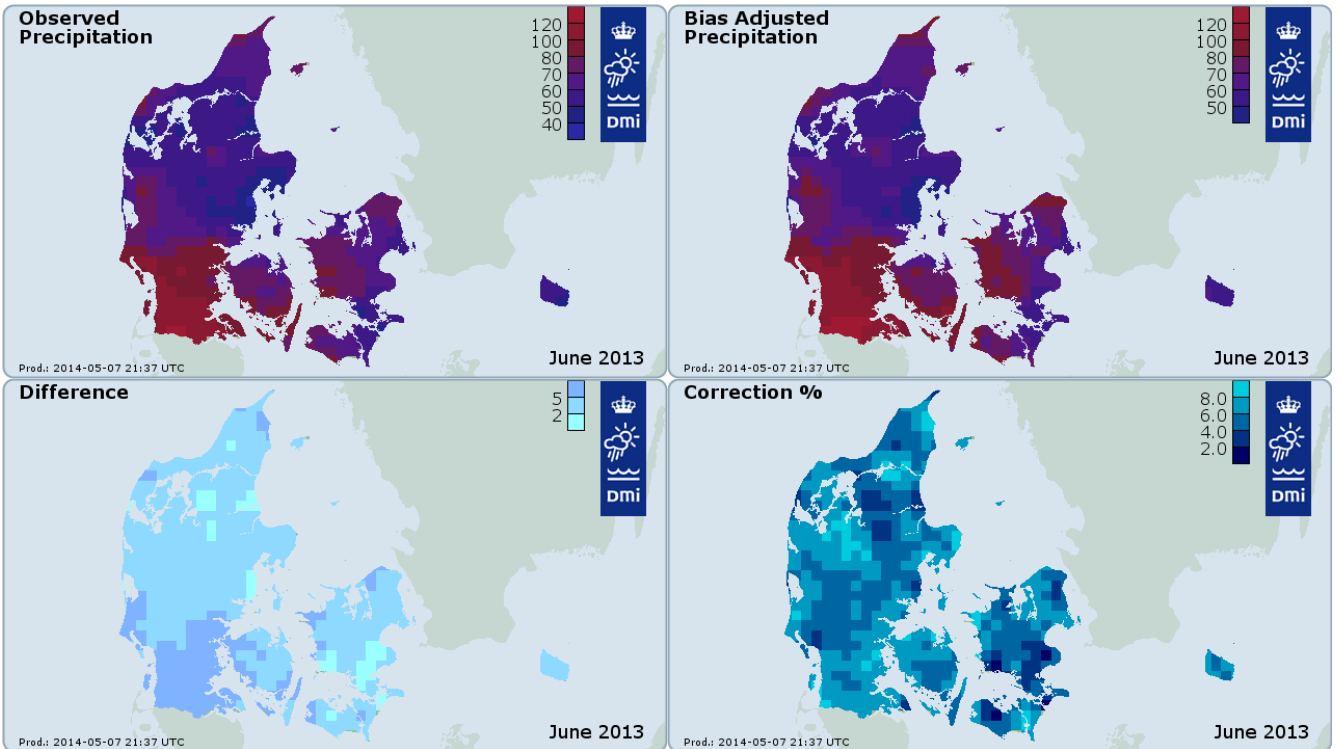 Observed
Precipitation
120
100
80
70
60
50
40
DMi
June 2013
Prod.: 2014-05-07 21:37 UTC
Bias Adjusted
Precipitation
120
100
80
70
60
50
DMi
June 2013
Prod.: 2014-05-07 21:37 UTC
Difference
5
2
DMi
June 2013
Prod.: 2014-05-07 21:37 UTC
Correction %
8.0
6.0
4.0
2.0
DMi
June 2013
Prod.: 2014-05-07 21:37 UTC